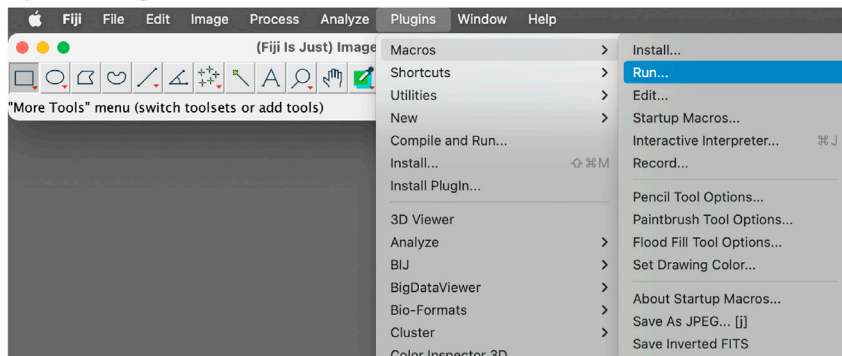 Fiji File Edit Image Process Analyze Plugins Window Help
(Fiji Is Just) Image
"More Tools" menu (switch toolsets or add tools)
Macros
Shortcuts
Utilities
New
Compile and Run...
Install... ⇧⌘M
Install PlugIn...
3D Viewer
Analyze
BIJ
BigDataViewer
Bio-Formats
Cluster
Color Inspector 3D
Install...
Run...
Edit...
Startup Macros...
Interactive Interpreter... ⌘J
Record...
Pencil Tool Options...
Paintbrush Tool Options...
Flood Fill Tool Options...
Set Drawing Color...
About Startup Macros...
Save As JPEG... [j]
Save Inverted FITS